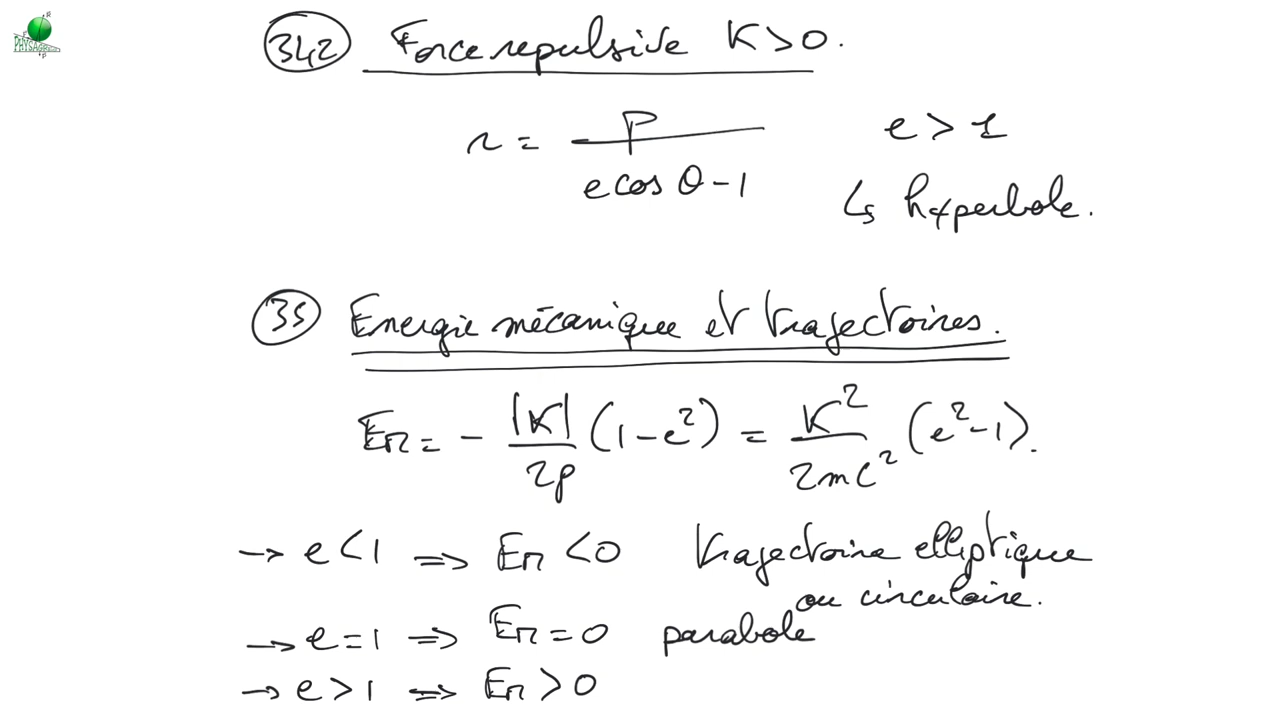 342 Force repulsive K>0.
r = P / (e cos θ - 1) e > 1
↳ hyperbole.
35 Energie mécanique et trajectoires.
Em = - |K| / 2p (1-e²) = K² / 2mC² (e²-1).
→ e < 1 ⇒ Em < 0 trajectoire elliptique
ou circulaire.
→ e = 1 ⇒ Em = 0 parabole
→ e > 1 ⇒ Em > 0